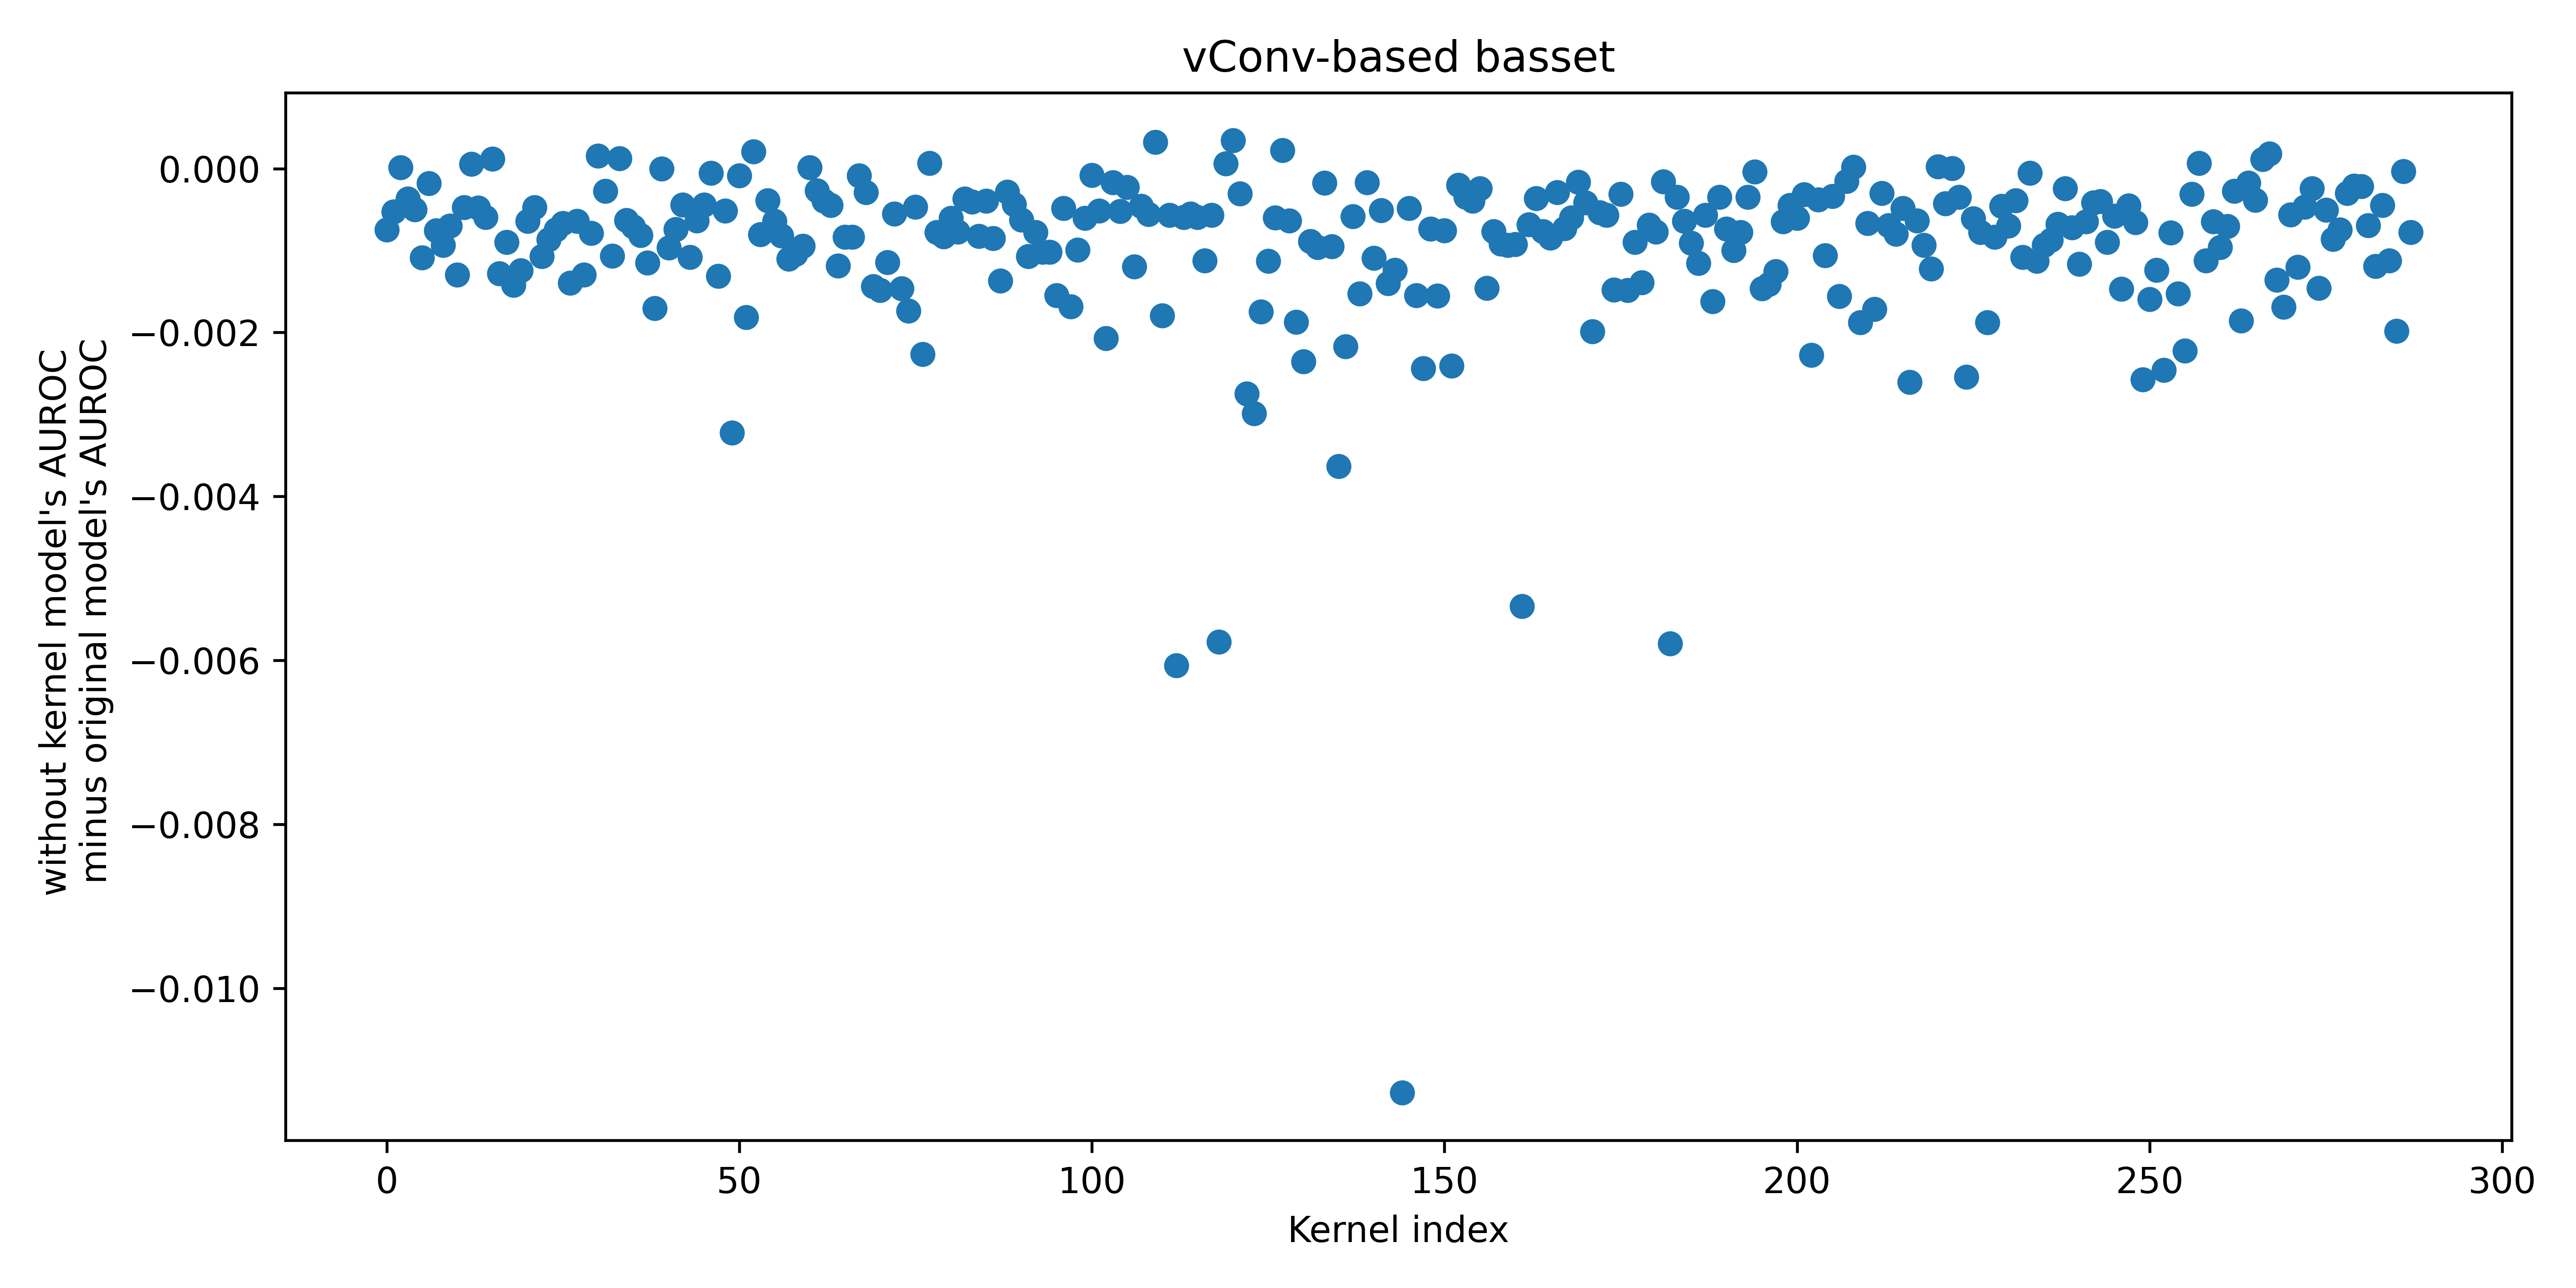 vConv-based basset
without kernel model's AUROC
minus original model's AUROC
0.000
−0.002
−0.004
−0.006
−0.008
−0.010
0 50 100 150 200 250 300
Kernel index